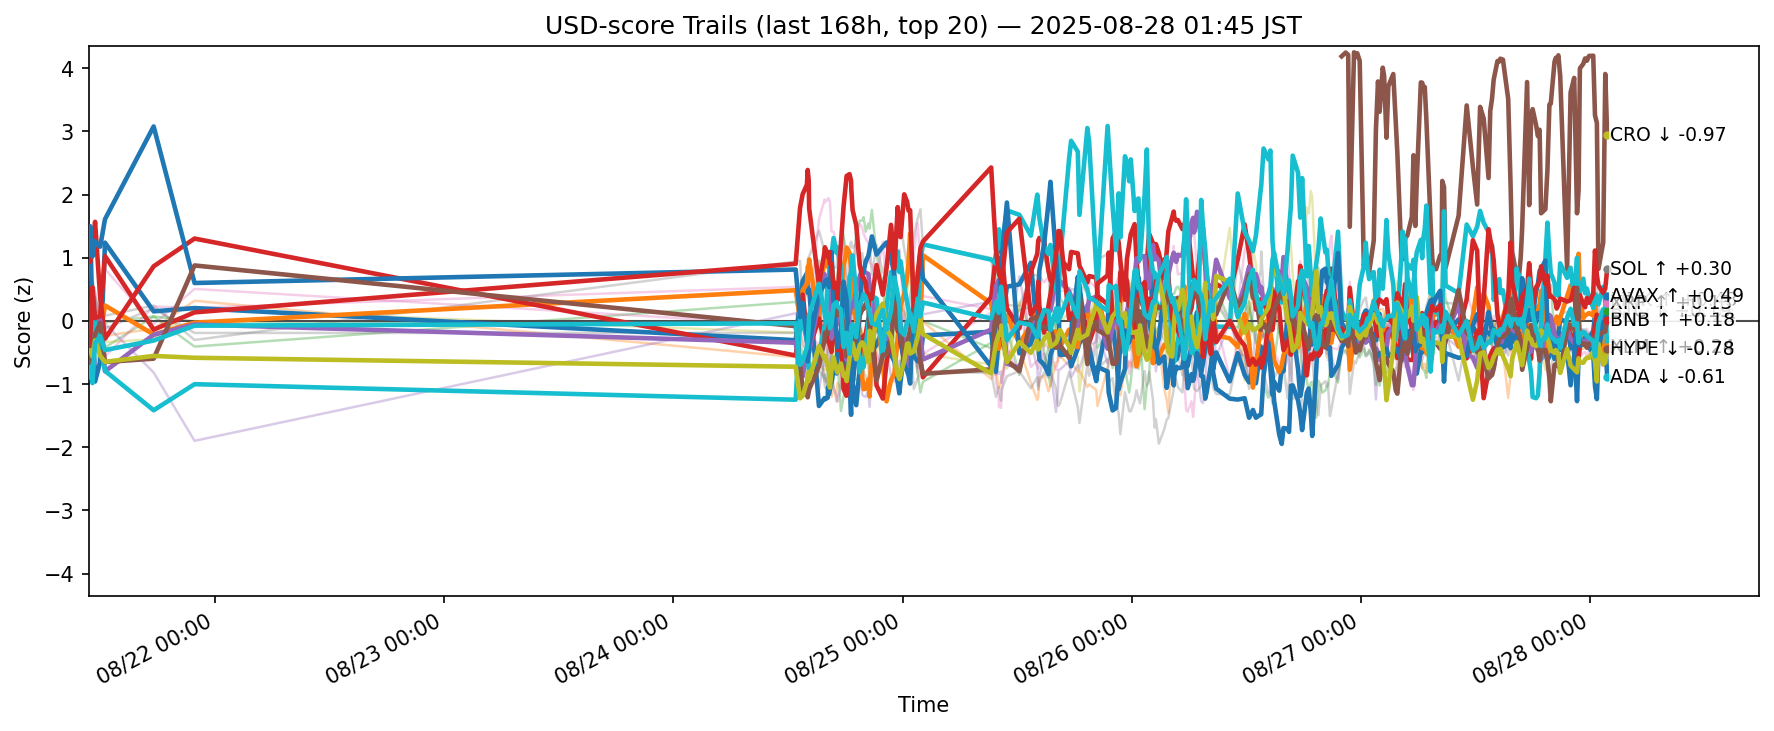 USD-score Trails (last 168h, top 20) — 2025-08-28 01:45 JST
Score (z)
4
3
2
1
0
−1
−2
−3
−4
CRO ↓ -0.97
SOL ↑ +0.30
AVAX ↑ +0.49
BNB ↑ +0.18
HYPE ↓ -0.78
ADA ↓ -0.61
08/22 00:00
08/23 00:00
08/24 00:00
08/25 00:00
08/26 00:00
08/27 00:00
08/28 00:00
Time